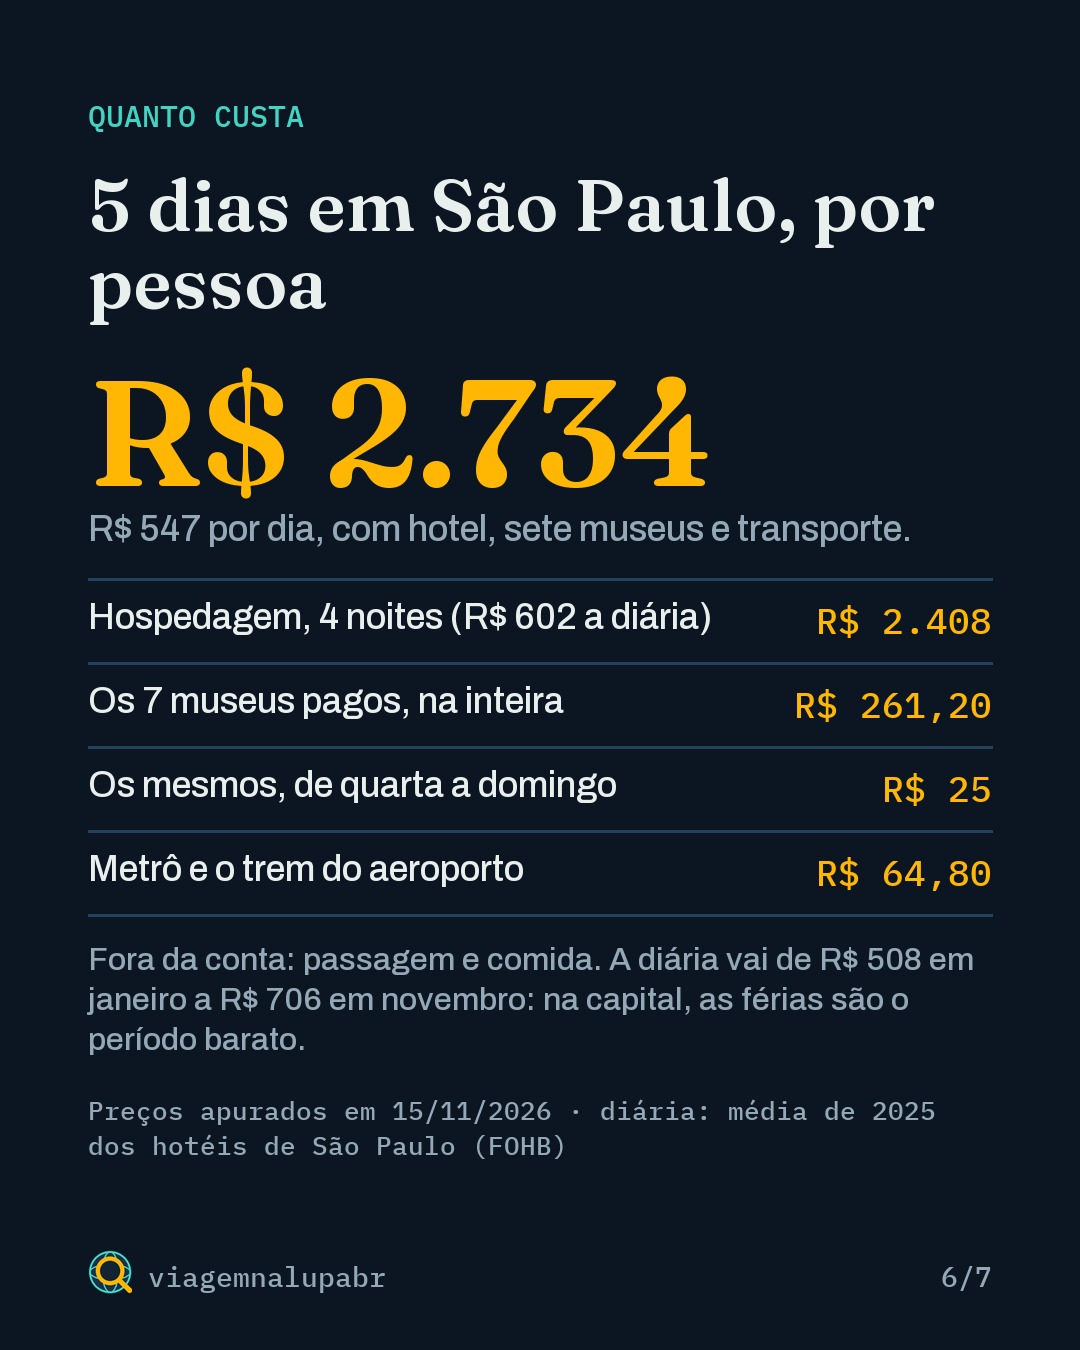 QUANTO CUSTA
5 dias em São Paulo, por
pessoa
R$ 2.734
R$ 547 por dia, com hotel, sete museus e transporte.
Hospedagem, 4 noites (R$ 602 a diária) R$ 2.408
Os 7 museus pagos, na inteira R$ 261,20
Os mesmos, de quarta a domingo R$ 25
Metrô e o trem do aeroporto R$ 64,80
Fora da conta: passagem e comida. A diária vai de R$ 508 em
janeiro a R$ 706 em novembro: na capital, as férias são o
período barato.
Preços apurados em 15/11/2026 · diária: média de 2025
dos hotéis de São Paulo (FOHB)
viagemnalupabr 6/7